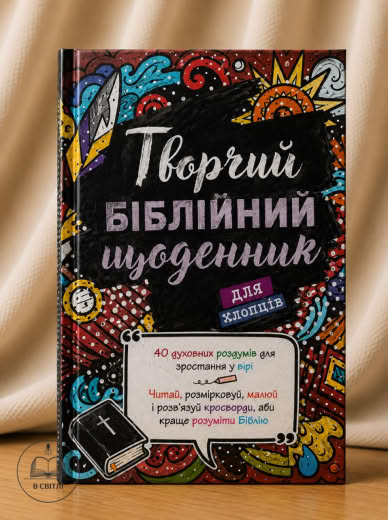 Творчий
БІБЛІЙНИЙ
щоденник
ДЛЯ
ХЛОПЦІВ
40 духовних роздумів для
зростання у вірі
Читай, розмірковуй, малюй
і розв'язуй кросворди, аби
краще розуміти Біблію
В СВІТЛІ